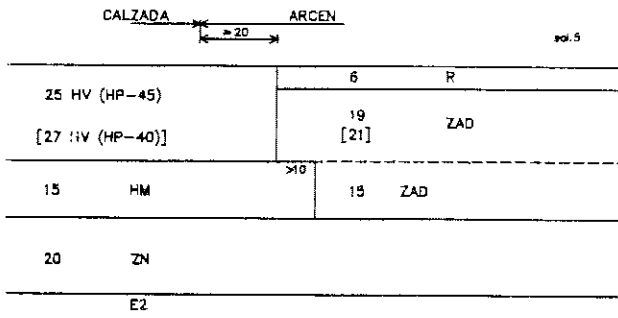 CALZADA ARCEN
≈20
sol.5
6 R
25 HV (HP-45)
19 ZAD
[27 HV (HP-40)] [21]
>10
15 HM 15 ZAD
20 ZN
E2